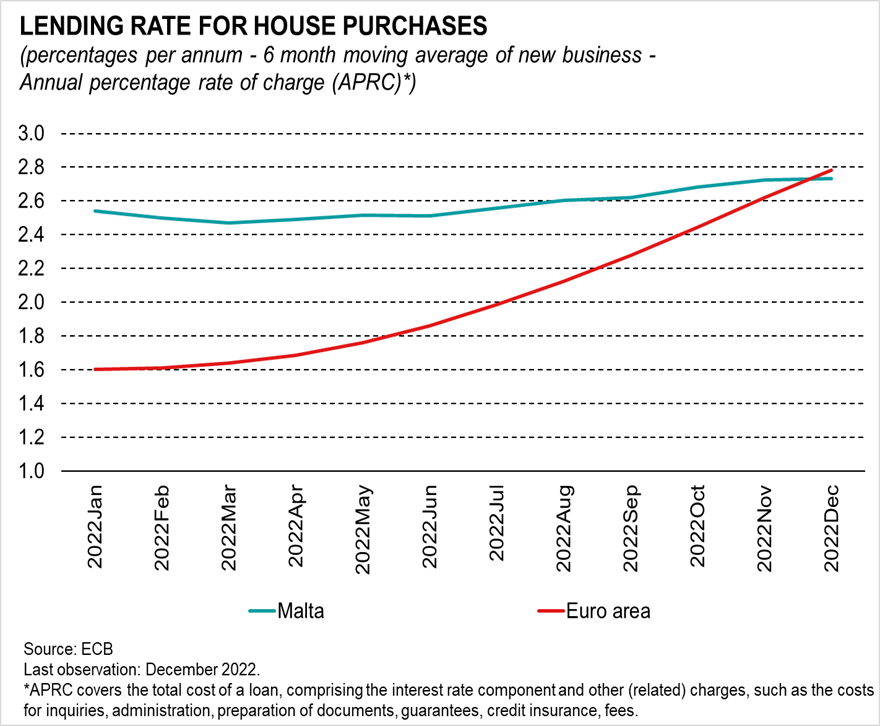 LENDING RATE FOR HOUSE PURCHASES
(percentages per annum - 6 month moving average of new business -
Annual percentage rate of charge (APRC)*)
3.0
2.8
2.6
2.4
2.2
2.0
1.8
1.6
1.4
1.2
1.0
2022Jan
2022Feb
2022Mar
2022Apr
2022May
2022Jun
2022Jul
2022Aug
2022Sep
2022Oct
2022Nov
2022Dec
Malta
Euro area
Source: ECB
Last observation: December 2022.
*APRC covers the total cost of a loan, comprising the interest rate component and other (related) charges, such as the costs
for inquiries, administration, preparation of documents, guarantees, credit insurance, fees.